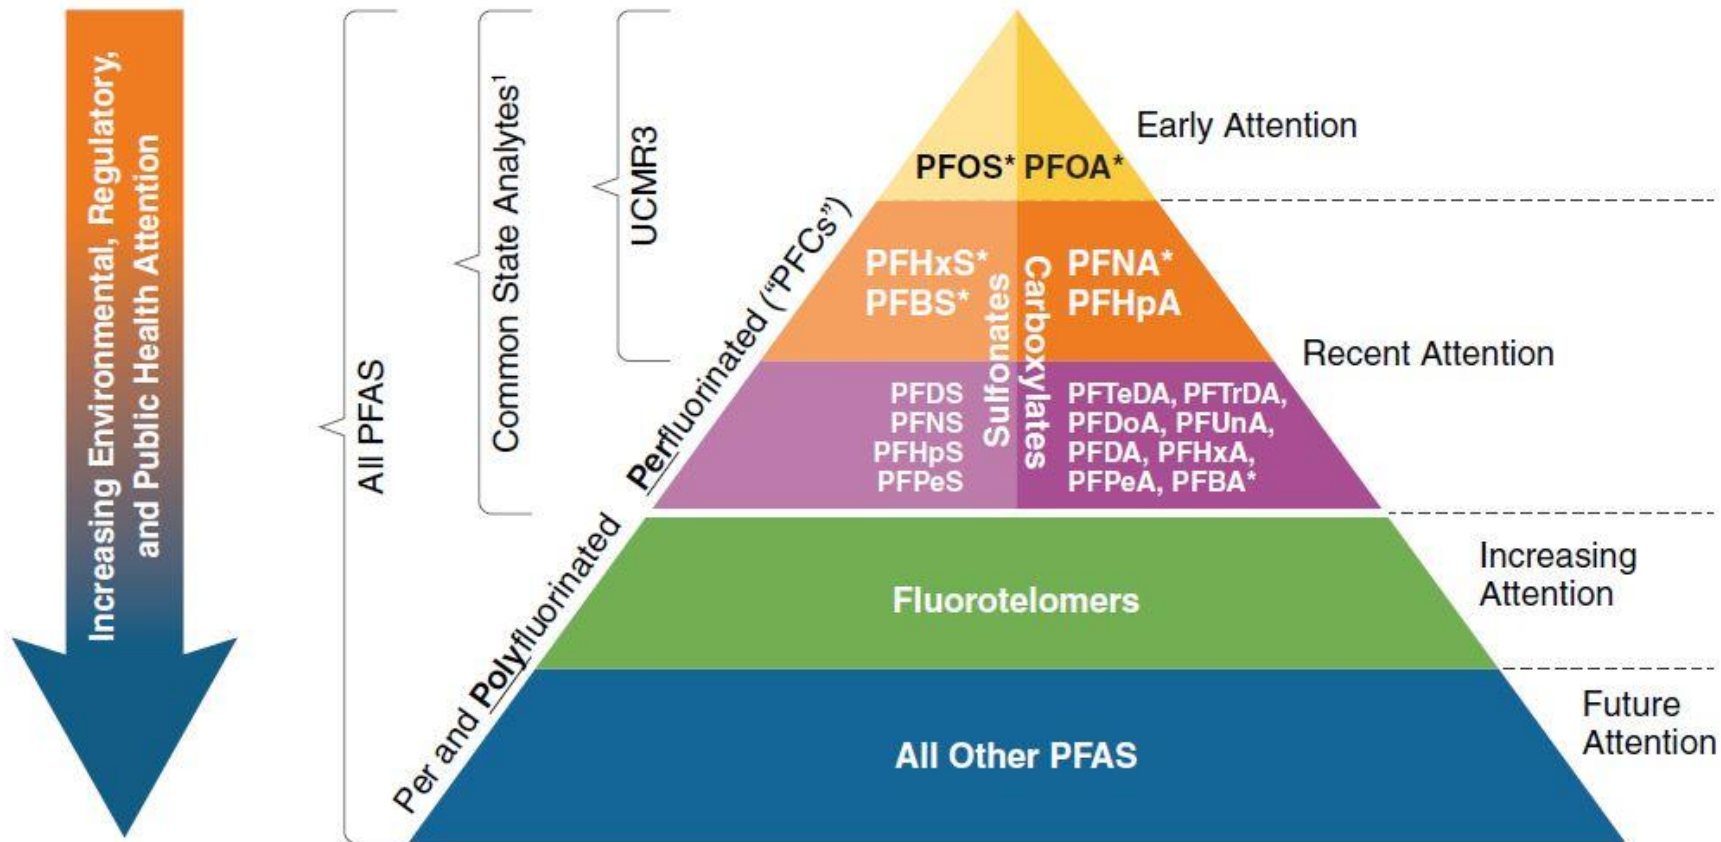 Increasing Environmental, Regulatory,
and Public Health Attention
All PFAS
Common State Analytes¹
UCMR3
Perfluorinated (“PFCs”)
Per and Polyfluorinated
PFOS* PFOA*
Early Attention
PFHxS*
PFBS*
Sulfonates
Carboxylates
PFNA*
PFHpA
Recent Attention
PFDS
PFNS
PFHpS
PFPeS
PFTeDA, PFTrDA,
PFDoA, PFUnA,
PFDA, PFHxA,
PFPeA, PFBA*
Fluorotelomers
Increasing
Attention
All Other PFAS
Future
Attention